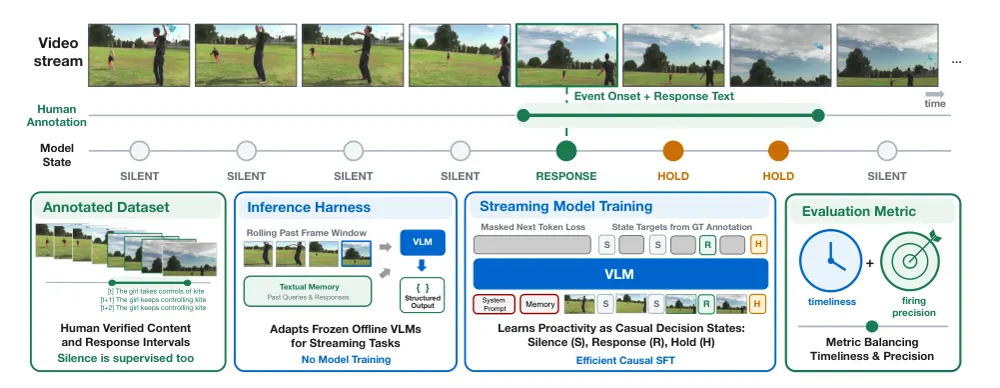 Video
stream
...
time
Event Onset + Response Text
Human
Annotation
Model
State
SILENT
SILENT
SILENT
SILENT
RESPONSE
HOLD
HOLD
SILENT
Annotated Dataset
[t] The girl takes controls of kite
[t+1] The girl keeps controlling kite
[t+2] The girl keeps controlling kite
Human Verified Content
and Response Intervals
Silence is supervised too
Inference Harness
Rolling Past Frame Window
VLM
Textual Memory
Past Queries & Responses
{ }
Structured
Output
Adapts Frozen Offline VLMs
for Streaming Tasks
No Model Training
Streaming Model Training
Masked Next Token Loss
State Targets from GT Annotation
S S R H
VLM
System
Prompt
Memory
S S R H
Learns Proactivity as Casual Decision States:
Silence (S), Response (R), Hold (H)
Efficient Causal SFT
Evaluation Metric
+
timeliness
firing
precision
Metric Balancing
Timeliness & Precision